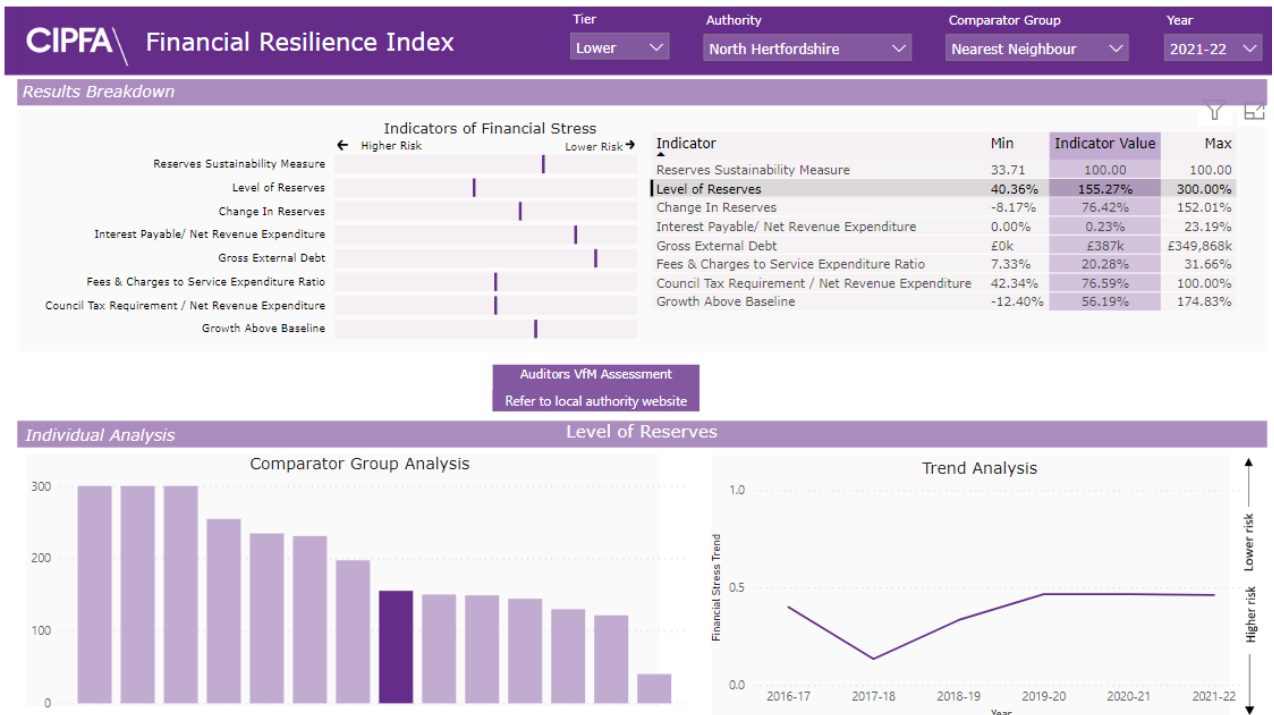 CIPFA\ Financial Resilience Index
Tier
Lower
Authority
North Hertfordshire
Comparator Group
Nearest Neighbour
Year
2021-22
Results Breakdown
Indicators of Financial Stress
Higher Risk Lower Risk
Reserves Sustainability Measure
Level of Reserves
Change In Reserves
Interest Payable/ Net Revenue Expenditure
Gross External Debt
Fees & Charges to Service Expenditure Ratio
Council Tax Requirement / Net Revenue Expenditure
Growth Above Baseline
Indicator Min Indicator Value Max
Reserves Sustainability Measure 33.71 100.00 100.00
Level of Reserves 40.36% 155.27% 300.00%
Change In Reserves -8.17% 76.42% 152.01%
Interest Payable/ Net Revenue Expenditure 0.00% 0.23% 23.19%
Gross External Debt £0k £387k £349,868k
Fees & Charges to Service Expenditure Ratio 7.33% 20.28% 31.66%
Council Tax Requirement / Net Revenue Expenditure 42.34% 76.59% 100.00%
Growth Above Baseline -12.40% 56.19% 174.83%
Auditors VfM Assessment
Refer to local authority website
Individual Analysis
Level of Reserves
Comparator Group Analysis
300
200
100
0
Trend Analysis
Financial Stress Trend
1.0
0.5
0.0
2016-17 2017-18 2018-19 2019-20 2020-21 2021-22
Year
Lower risk
Higher risk